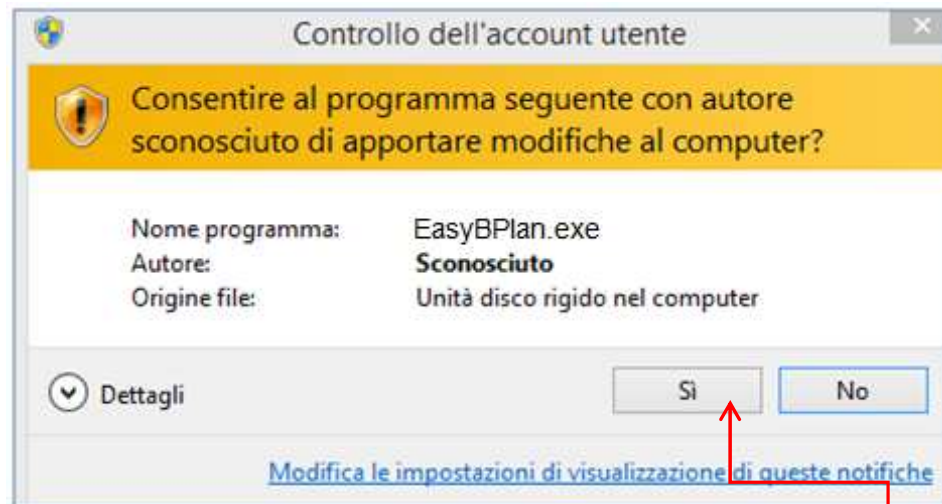 Controllo dell'account utente
Consentire al programma seguente con autore
sconosciuto di apportare modifiche al computer?
Nome programma: EasyBPlan.exe
Autore: Sconosciuto
Origine file: Unità disco rigido nel computer
Dettagli Sì No
Modifica le impostazioni di visualizzazione di queste notifiche